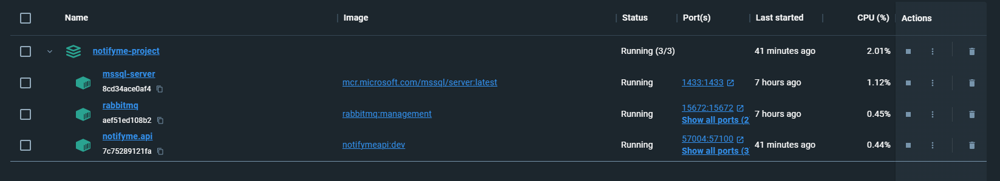 Name Image Status Port(s) Last started CPU (%) Actions
notifyme-project Running (3/3) 41 minutes ago 2.01%
mssql-server
8cd34ace0af4 mcr.microsoft.com/mssql/server:latest Running 1433:1433 7 hours ago 1.12%
rabbitmq 15672:15672
aef51ed108b2 rabbitmq:management Running Show all ports (2 7 hours ago 0.45%
notifyme.api 57004:57100
7c75289121fa notifymeapi:dev Running Show all ports (3 41 minutes ago 0.44%